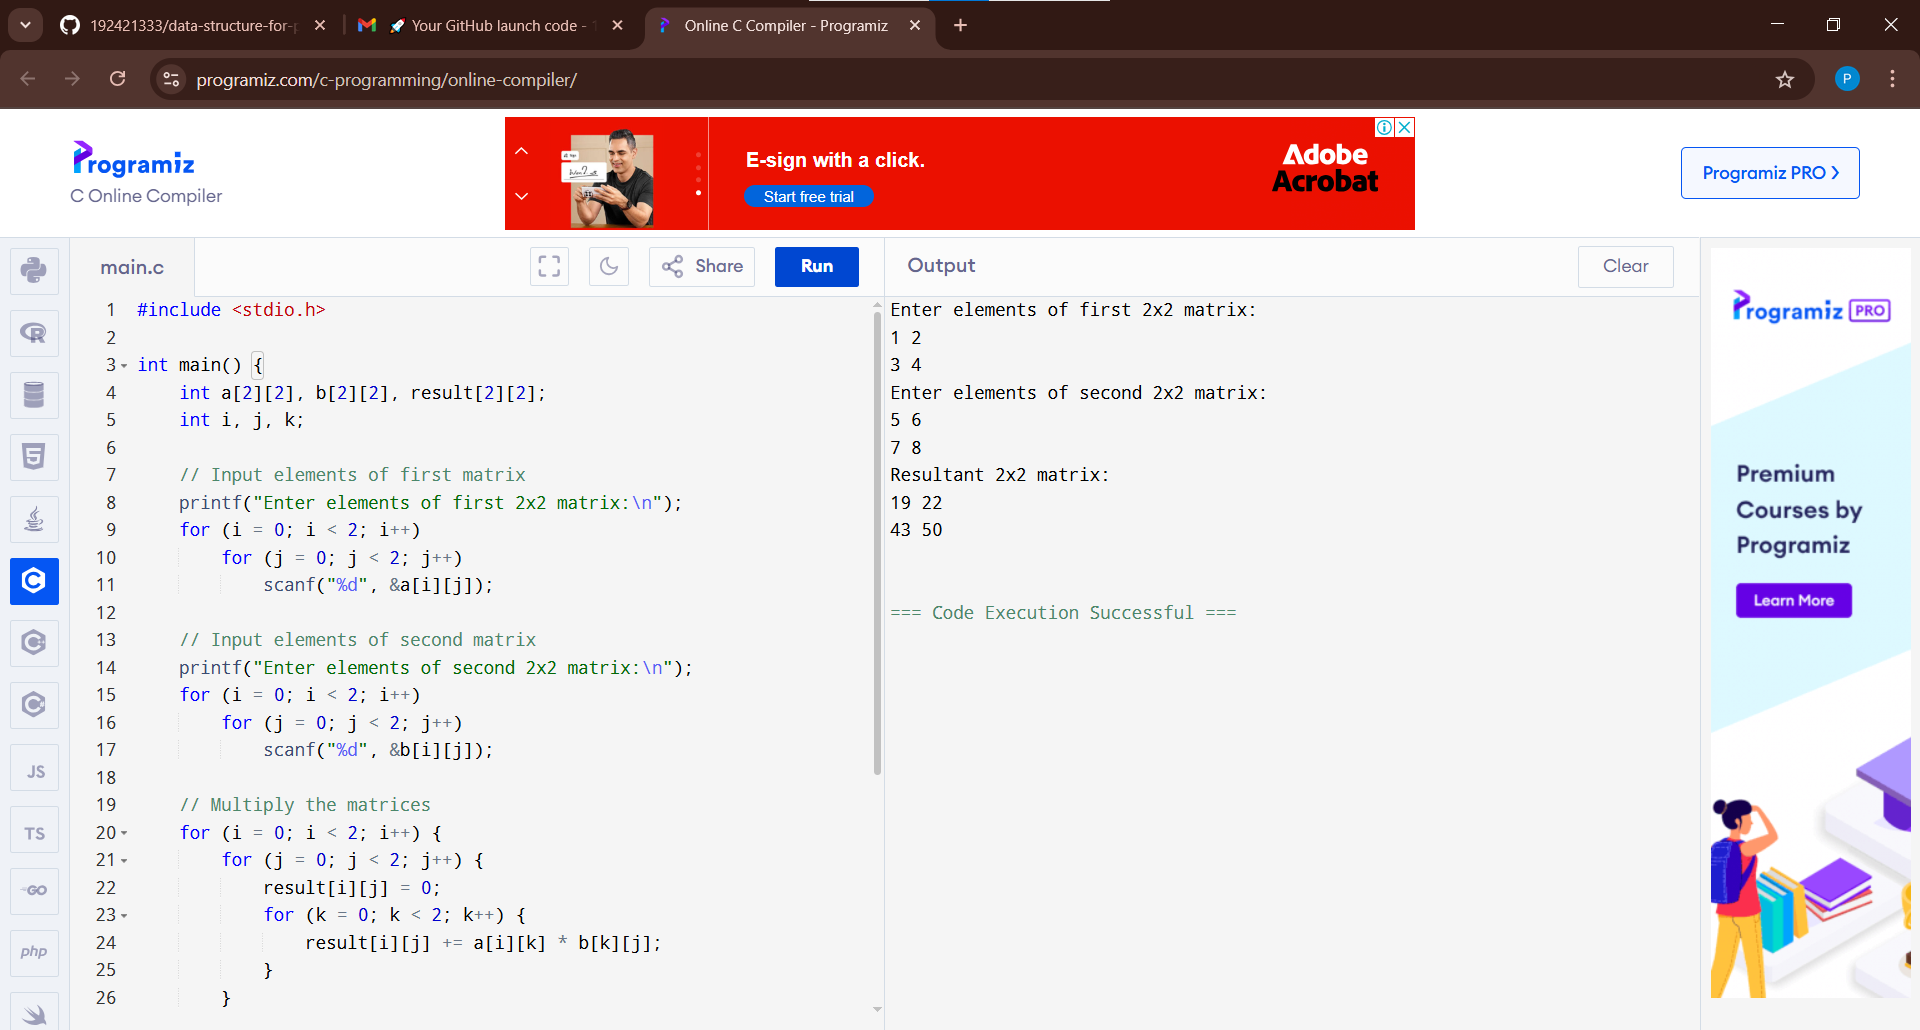 192421333/data-structure-for-p
🚀 Your GitHub launch code - 1
Online C Compiler - Programiz
programiz.com/c-programming/online-compiler/
P
Programiz
C Online Compiler
E-sign with a click.
Start free trial
Adobe
Acrobat
Programiz PRO
main.c
Share
Run
Output
Clear
1 #include <stdio.h>
2
3 int main() {
4     int a[2][2], b[2][2], result[2][2];
5     int i, j, k;
6
7     // Input elements of first matrix
8     printf("Enter elements of first 2x2 matrix:\n");
9     for (i = 0; i < 2; i++)
10         for (j = 0; j < 2; j++)
11             scanf("%d", &a[i][j]);
12
13     // Input elements of second matrix
14     printf("Enter elements of second 2x2 matrix:\n");
15     for (i = 0; i < 2; i++)
16         for (j = 0; j < 2; j++)
17             scanf("%d", &b[i][j]);
18
19     // Multiply the matrices
20     for (i = 0; i < 2; i++) {
21         for (j = 0; j < 2; j++) {
22             result[i][j] = 0;
23             for (k = 0; k < 2; k++) {
24                 result[i][j] += a[i][k] * b[k][j];
25             }
26         }
Enter elements of first 2x2 matrix:
1 2
3 4
Enter elements of second 2x2 matrix:
5 6
7 8
Resultant 2x2 matrix:
19 22
43 50
=== Code Execution Successful ===
R
5
C
C
C
JS
TS
GO
php
Programiz PRO
Premium
Courses by
Programiz
Learn More